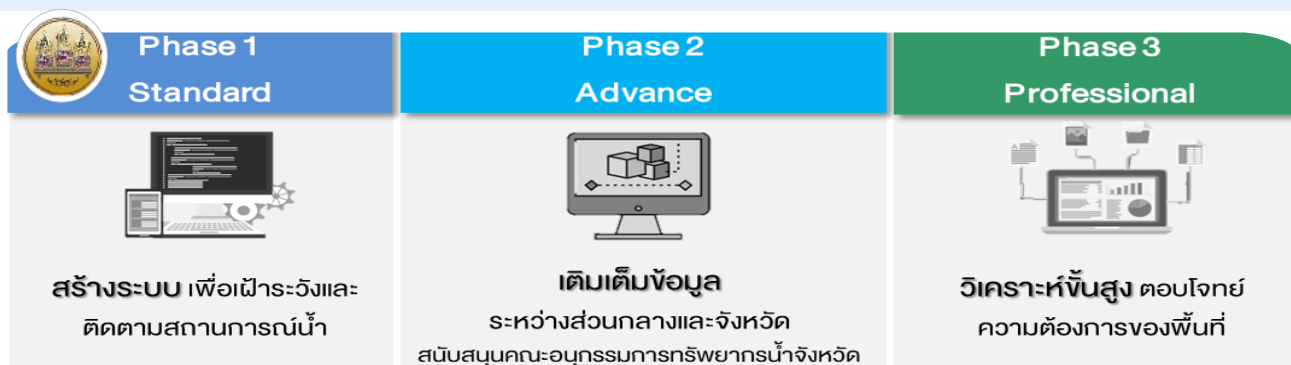 Phase 1
Standard
สร้างระบบ เพื่อเฝ้าระวังและ
ติดตามสถานการณ์น้ำ
Phase 2
Advance
เติมเต็มข้อมูล
ระหว่างส่วนกลางและจังหวัด
สนับสนุนคณะอนุกรรมการทรัพยากรน้ำจังหวัด
Phase 3
Professional
วิเคราะห์ขั้นสูง ตอบโจทย์
ความต้องการของพื้นที่